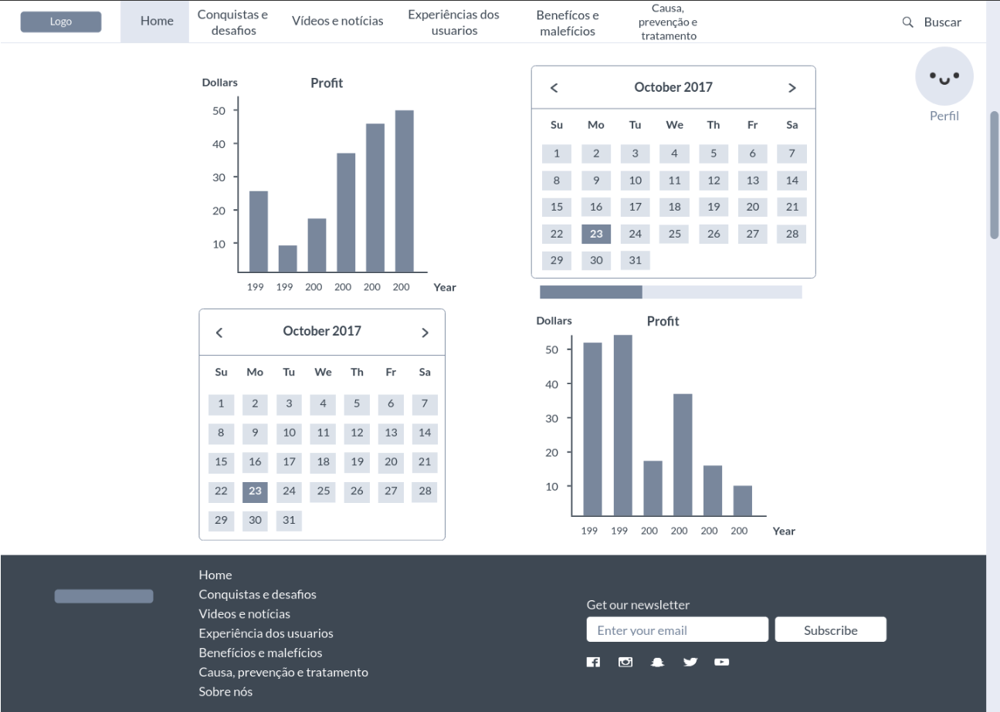 Logo
Home
Conquistas e
desafios
Vídeos e notícias
Experiências dos
usuarios
Benefícos e
malefícios
Causa,
prevenção e
tratamento
Buscar
Perfil
Dollars
Profit
50
40
30
20
10
199 199 200 200 200 200
Year
October 2017
Su Mo Tu We Th Fr Sa
1 2 3 4 5 6 7
8 9 10 11 12 13 14
15 16 17 18 19 20 21
22 23 24 25 26 27 28
29 30 31
October 2017
Su Mo Tu We Th Fr Sa
1 2 3 4 5 6 7
8 9 10 11 12 13 14
15 16 17 18 19 20 21
22 23 24 25 26 27 28
29 30 31
Dollars
Profit
50
40
30
20
10
199 199 200 200 200 200
Year
Home
Conquistas e desafios
Videos e notícias
Experiência dos usuarios
Benefícios e malefícios
Causa, prevenção e tratamento
Sobre nós
Get our newsletter
Enter your email
Subscribe